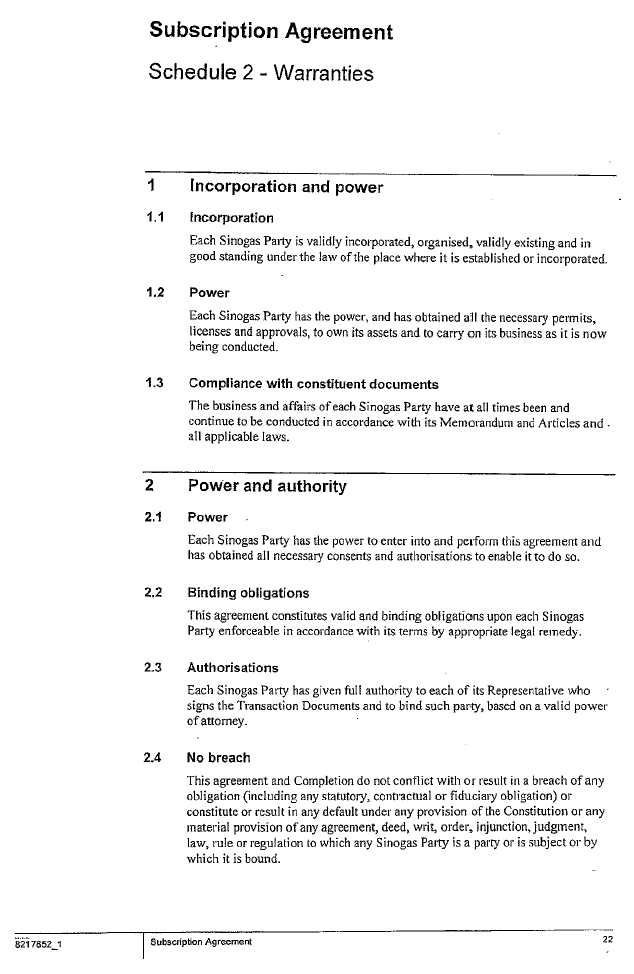 Subscription Agreement
Schedule 2 - Warranties
1 Incorporation and power
1.1 Incorporation
Each Sinogas Party is validly incorporated, organised, validly existing and in
good standing under the law of the place where it is established or incorporated.
1.2 Power
Each Sinogas Party has the power, and has obtained all the necessary permits,
licenses and approvals, to own its assets and to carry on its business as it is now
being conducted.
1.3 Compliance with constituent documents
The business and affairs of each Sinogas Party have at all times been and
continue to be conducted in accordance with its Memorandum and Articles and
all applicable laws.
2 Power and authority
2.1 Power
Each Sinogas Party has the power to enter into and perform this agreement and
has obtained all necessary consents and authorisations to enable it to do so.
2.2 Binding obligations
This agreement constitutes valid and binding obligations upon each Sinogas
Party enforceable in accordance with its terms by appropriate legal remedy.
2.3 Authorisations
Each Sinogas Party has given full authority to each of its Representative who
signs the Transaction Documents and to bind such party, based on a valid power
of attorney.
2.4 No breach
This agreement and Completion do not conflict with or result in a breach of any
obligation (including any statutory, contractual or fiduciary obligation) or
constitute or result in any default under any provision of the Constitution or any
material provision of any agreement, deed, writ, order, injunction, judgment,
law, rule or regulation to which any Sinogas Party is a party or is subject or by
which it is bound.
8217852_1 Subscription Agreement 22